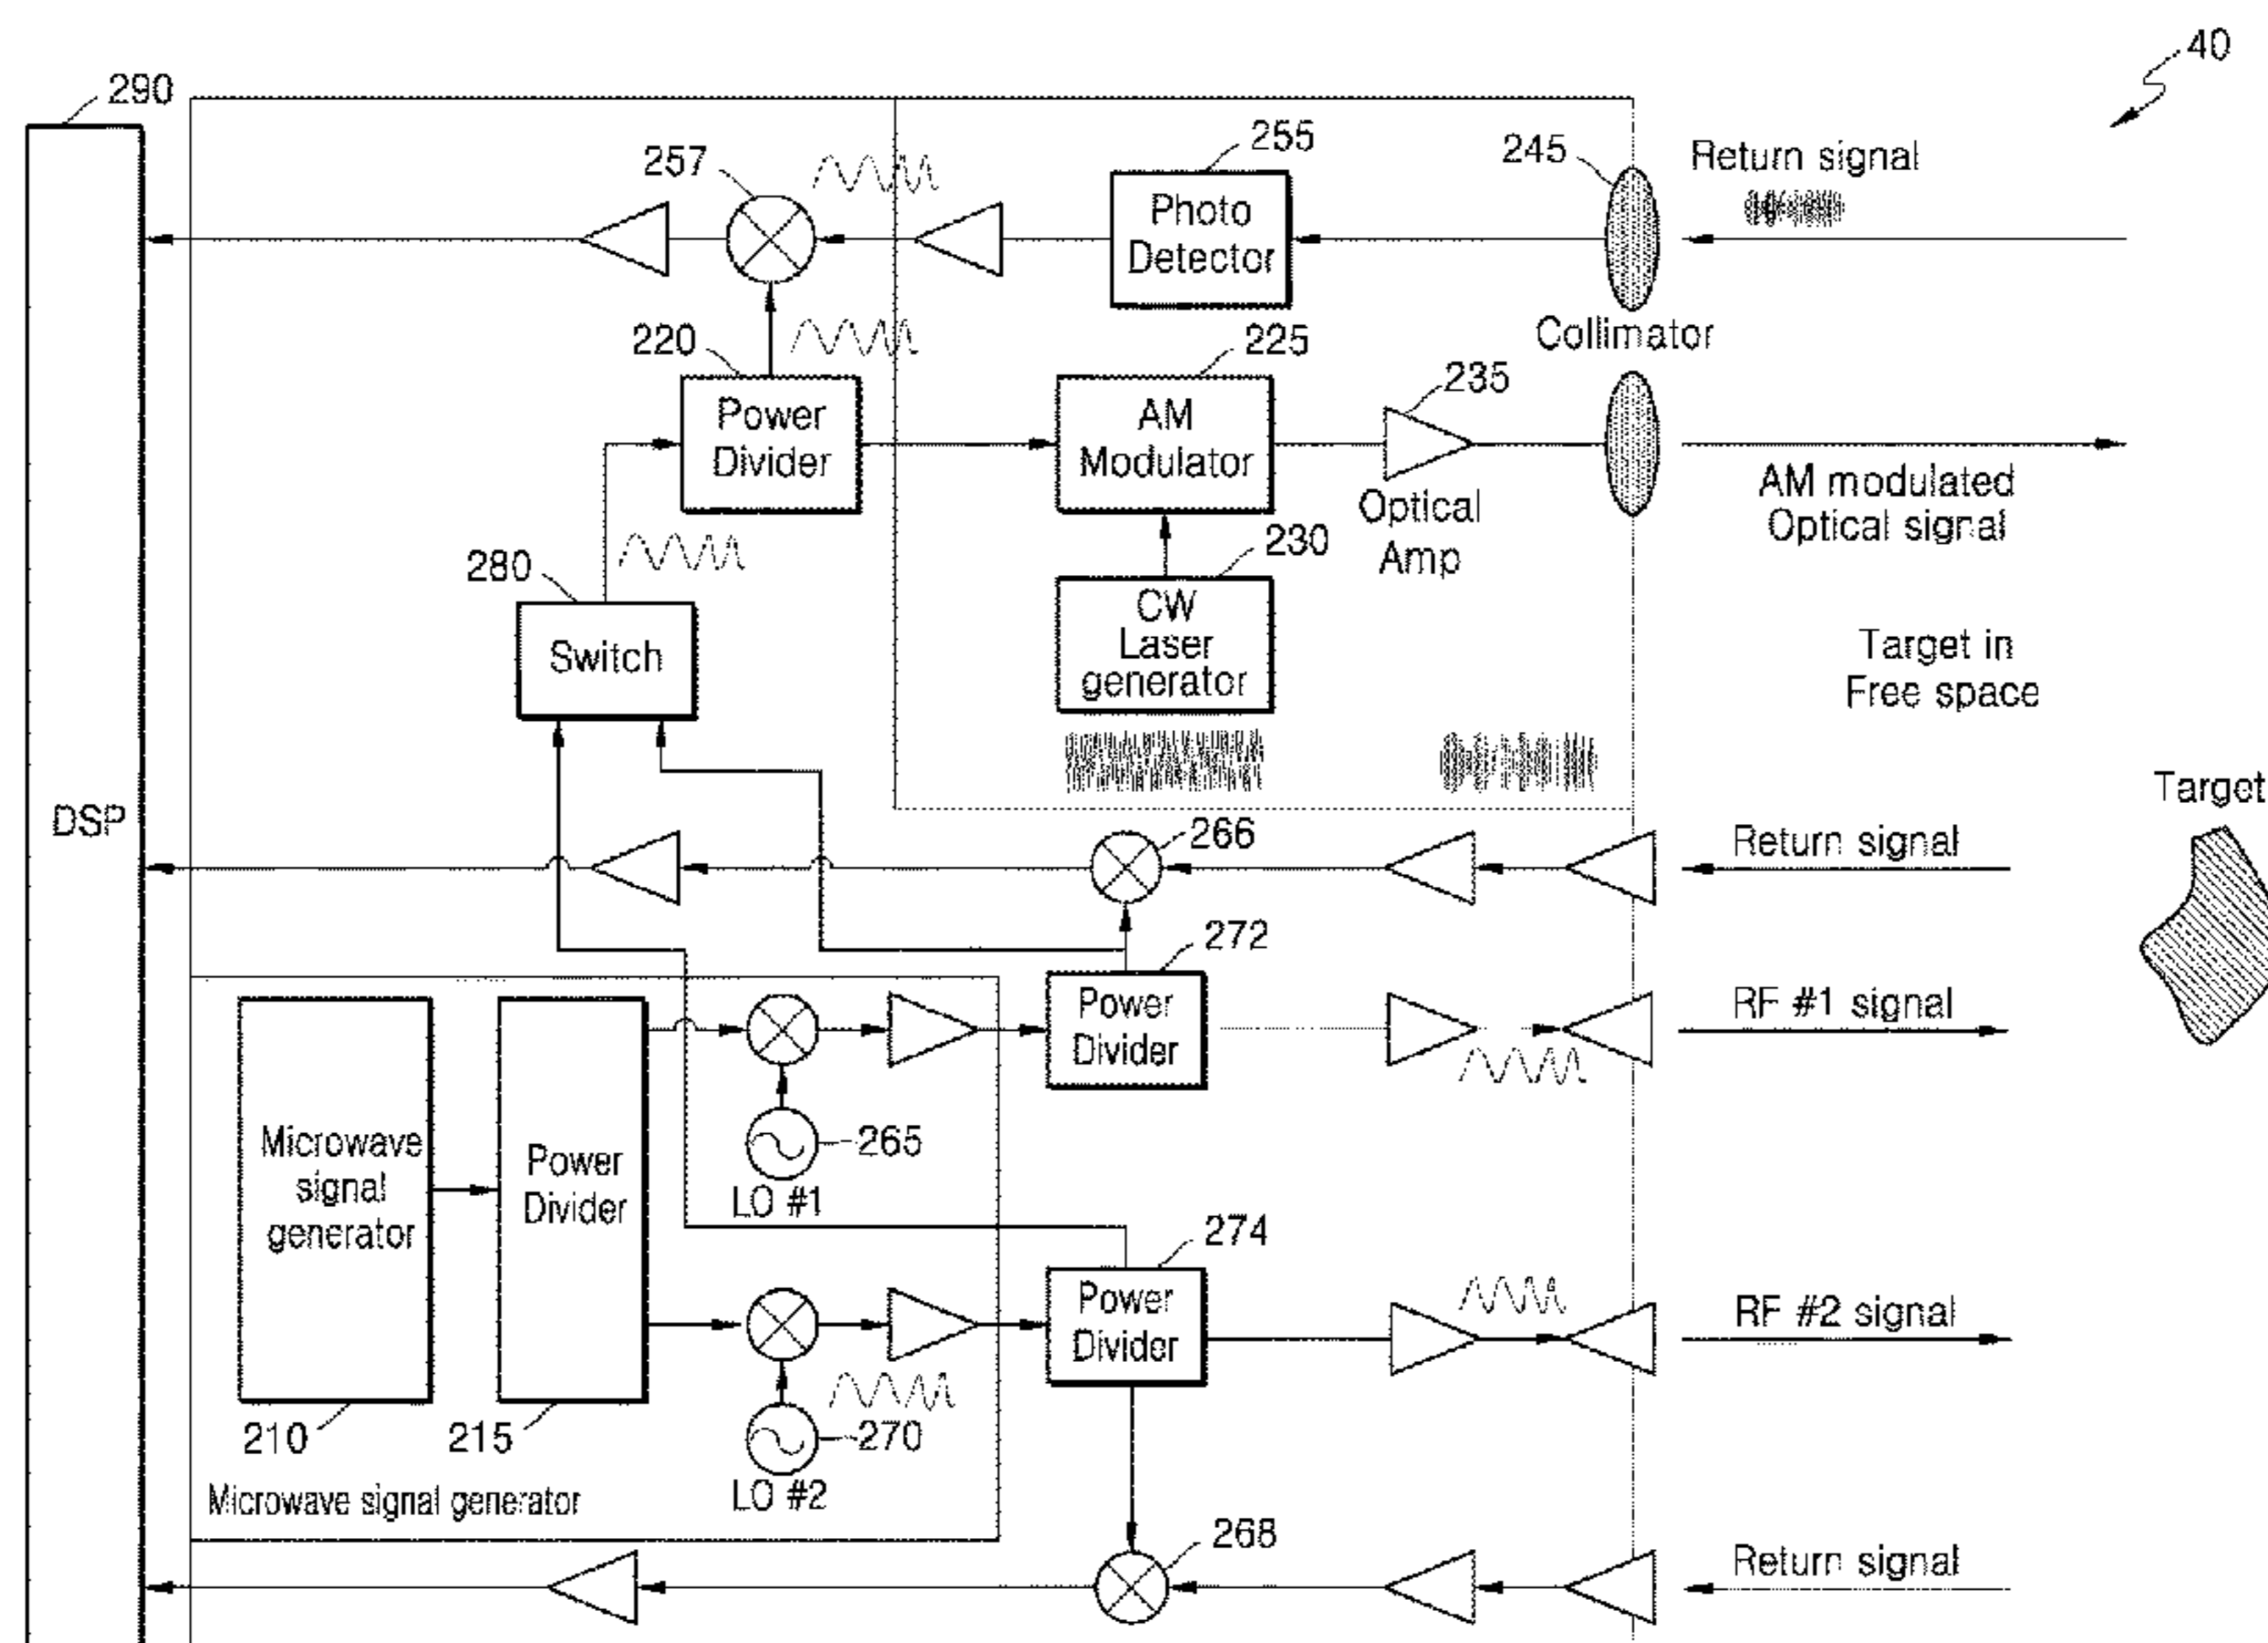 40
290
257
255
245
Return signal
Photo
Detector
220
225
Collimator
235
Power
Divider
AM
Modulator
AM modulated
Optical signal
Optical
Amp
280
230
Switch
CW
Laser
generator
Target in
Free space
Target
DSP
266
Return signal
272
Power
Divider
RF #1 signal
Microwave
signal
generator
Power
Divider
265
LO #1
274
Power
Divider
RF #2 signal
210
215
270
LO #2
Microwave signal generator
268
Return signal